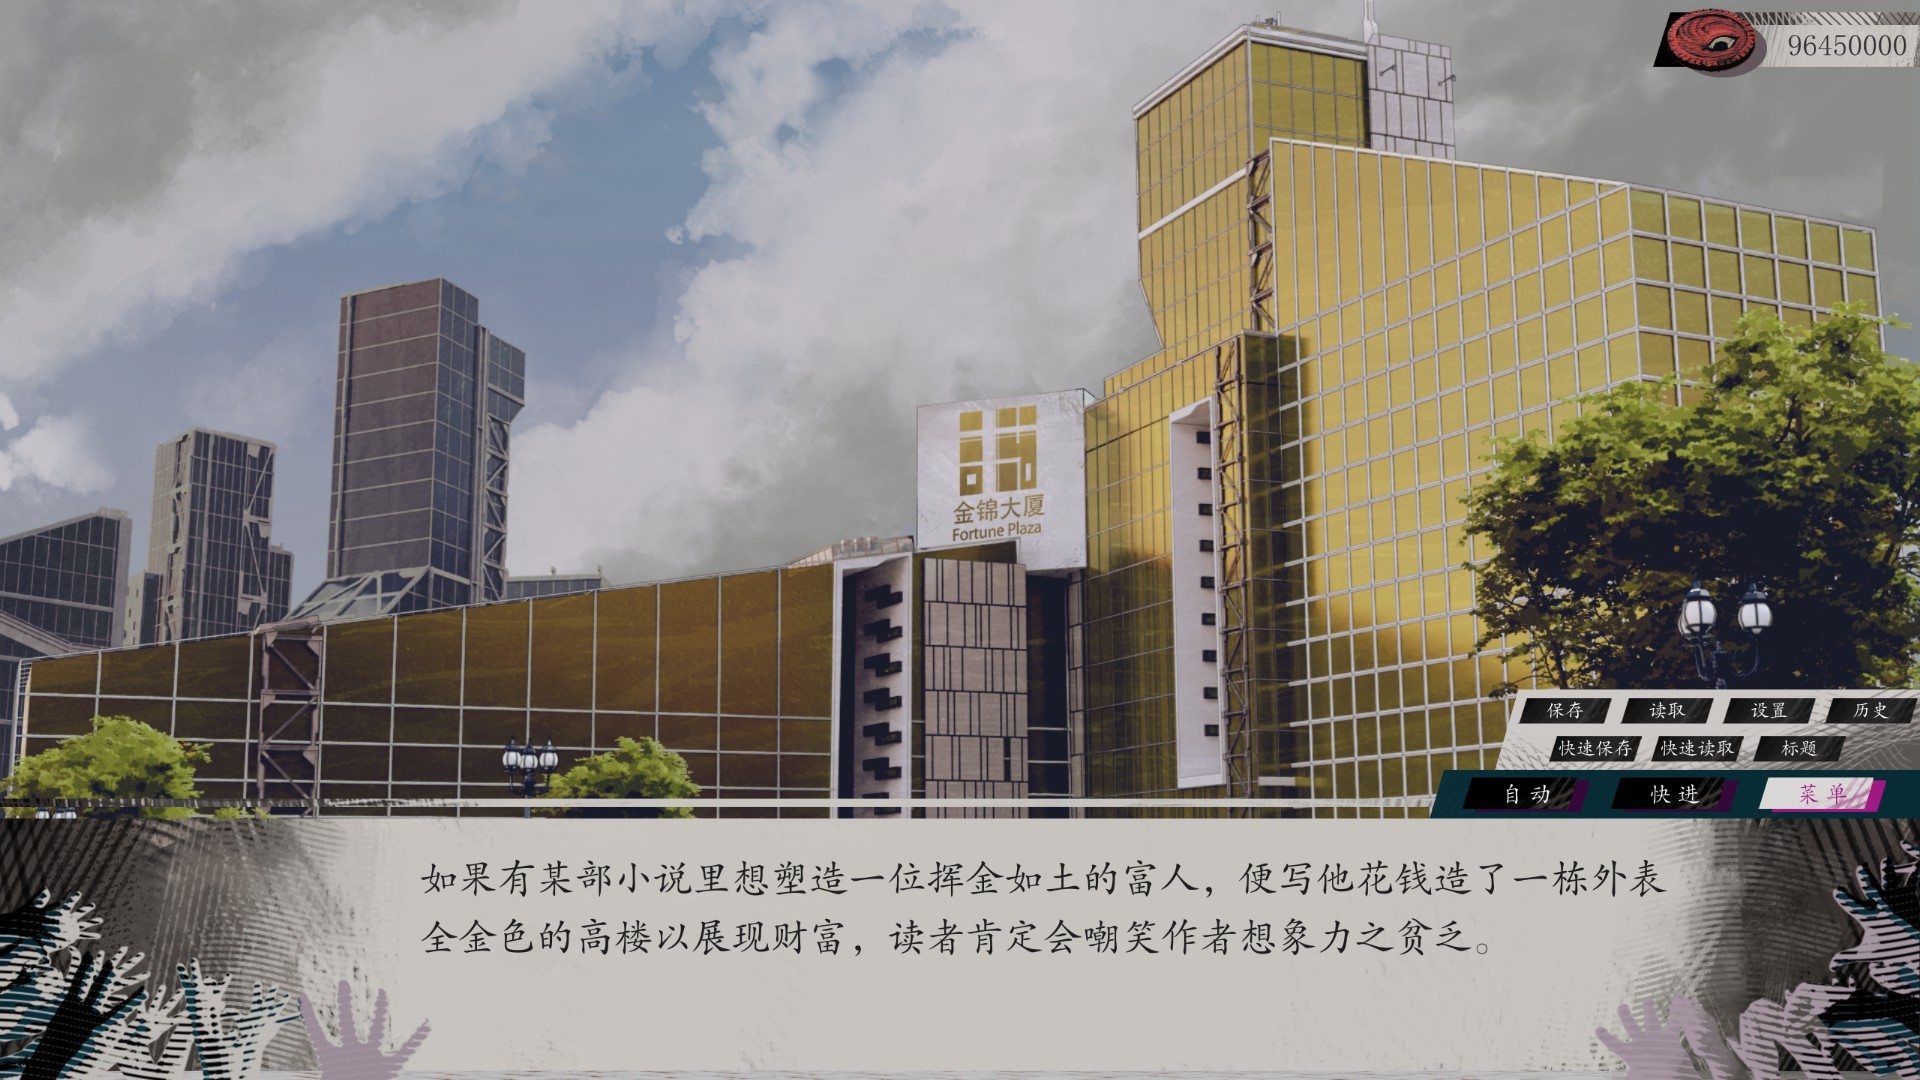 96450000
金锦大厦
Fortune Plaza
保存 读取 设置 历史
快速保存 快速读取 标题
自动 快进 菜单
如果有某部小说里想塑造一位挥金如土的富人，便写他花钱造了一栋外表
全金色的高楼以展现财富，读者肯定会嘲笑作者想象力之贫乏。